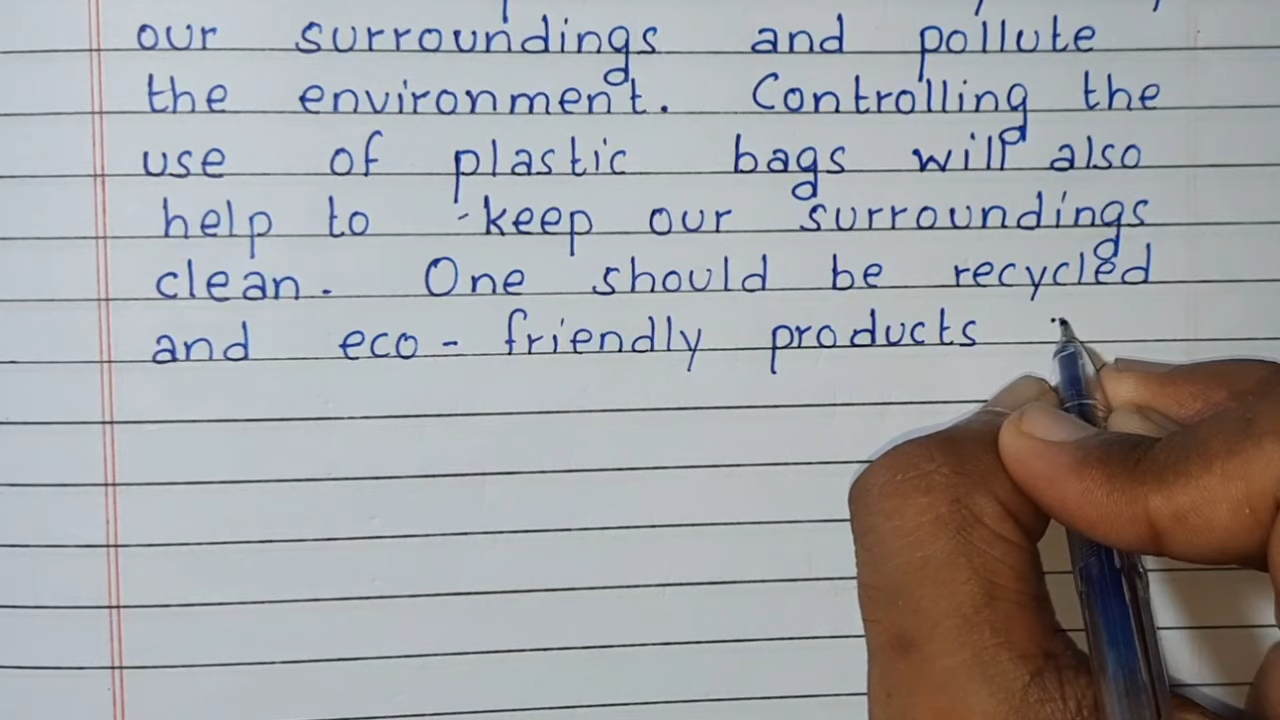 our surroundings and pollute
the environment. Controlling the
use of plastic bags will also
help to keep our surroundings
clean. One should be recycled
and eco-friendly products